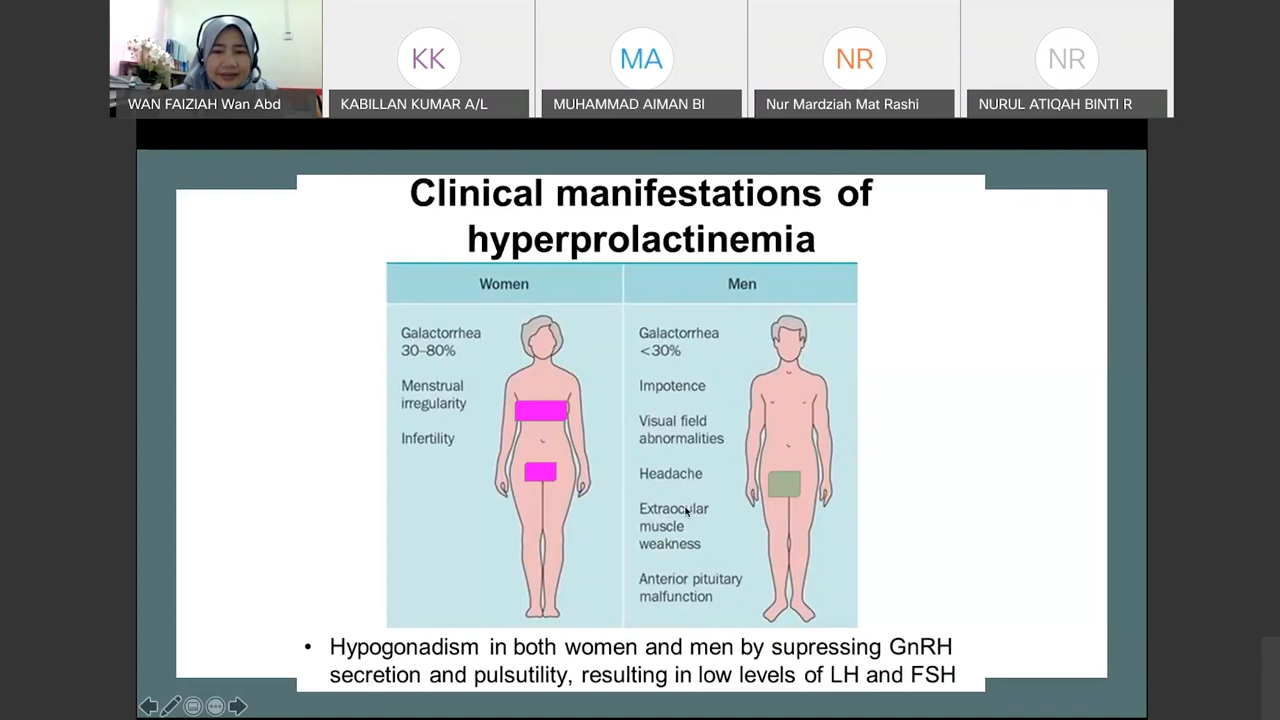 KK
MA
NR
NR
WAN FAIZIAH Wan Abd
KABILLAN KUMAR A/L
MUHAMMAD AIMAN BI
Nur Mardziah Mat Rashi
NURUL ATIQAH BINTI R
Clinical manifestations of
hyperprolactinemia
Women
Men
Galactorrhea
30–80%
Menstrual
irregularity
Infertility
Galactorrhea
<30%
Impotence
Visual field
abnormalities
Headache
Extraocular
muscle
weakness
Anterior pituitary
malfunction
• Hypogonadism in both women and men by supressing GnRH
secretion and pulsutility, resulting in low levels of LH and FSH